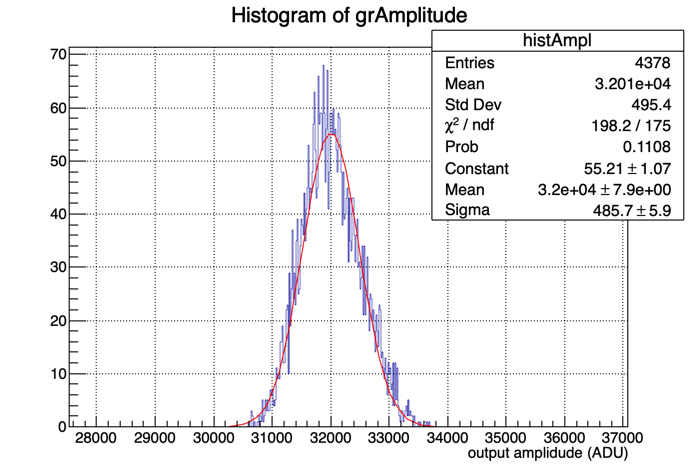 Histogram of grAmplitude
histAmpl
Entries 4378
Mean 3.201e+04
Std Dev 495.4
χ² / ndf 198.2 / 175
Prob 0.1108
Constant 55.21 ± 1.07
Mean 3.2e+04 ± 7.9e+00
Sigma 485.7 ± 5.9
70
60
50
40
30
20
10
0
28000 29000 30000 31000 32000 33000 34000 35000 36000 37000
output amplidude (ADU)